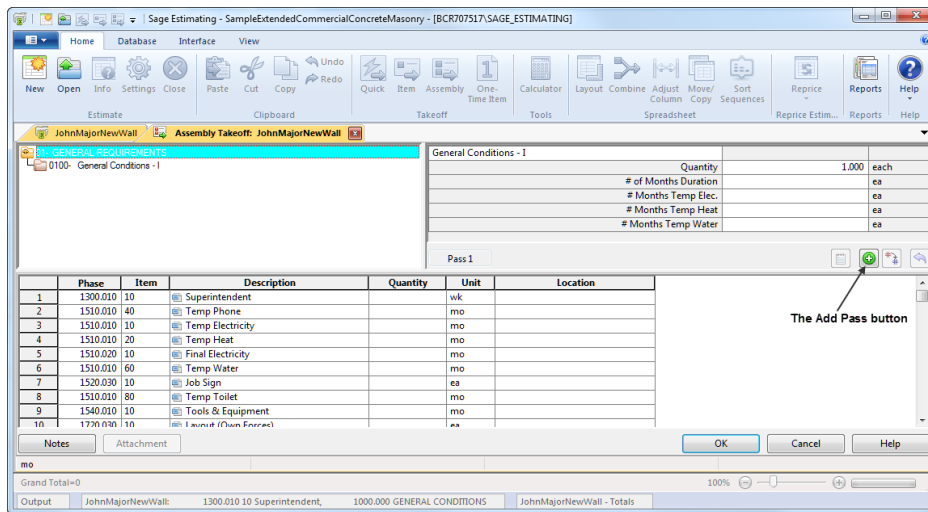 Sage Estimating - SampleExtendedCommercialConcreteMasonry - [BCR707517\SAGE_ESTIMATING]
Home Database Interface View
New Open Info Settings Close Paste Cut Copy Undo Redo Quick Item Assembly One-Time Item Calculator Layout Combine Adjust Column Move/Copy Sort Sequences Reprice Reports Help
Estimate Clipboard Takeoff Tools Spreadsheet Reprice Estim... Reports Help
JohnMajorNewWall Assembly Takeoff: JohnMajorNewWall
01- GENERAL REQUIREMENTS
0100- General Conditions - I
General Conditions - I
Quantity 1.000 each
# of Months Duration ea
# Months Temp Elec. ea
# Months Temp Heat ea
# Months Temp Water ea
Pass 1
The Add Pass button
Phase Item Description Quantity Unit Location
1 1300.010 10 Superintendent wk
2 1510.010 40 Temp Phone mo
3 1510.010 10 Temp Electricity mo
4 1510.010 20 Temp Heat mo
5 1510.020 10 Final Electricity mo
6 1510.010 60 Temp Water mo
7 1520.030 10 Job Sign ea
8 1510.010 80 Temp Toilet mo
9 1540.010 10 Tools & Equipment mo
10 1720.030 10 Layout (Own Forces) ea
Notes Attachment OK Cancel Help
mo
Grand Total=0 100%
Output JohnMajorNewWall: 1300.010 10 Superintendent, 1000.000 GENERAL CONDITIONS JohnMajorNewWall - Totals